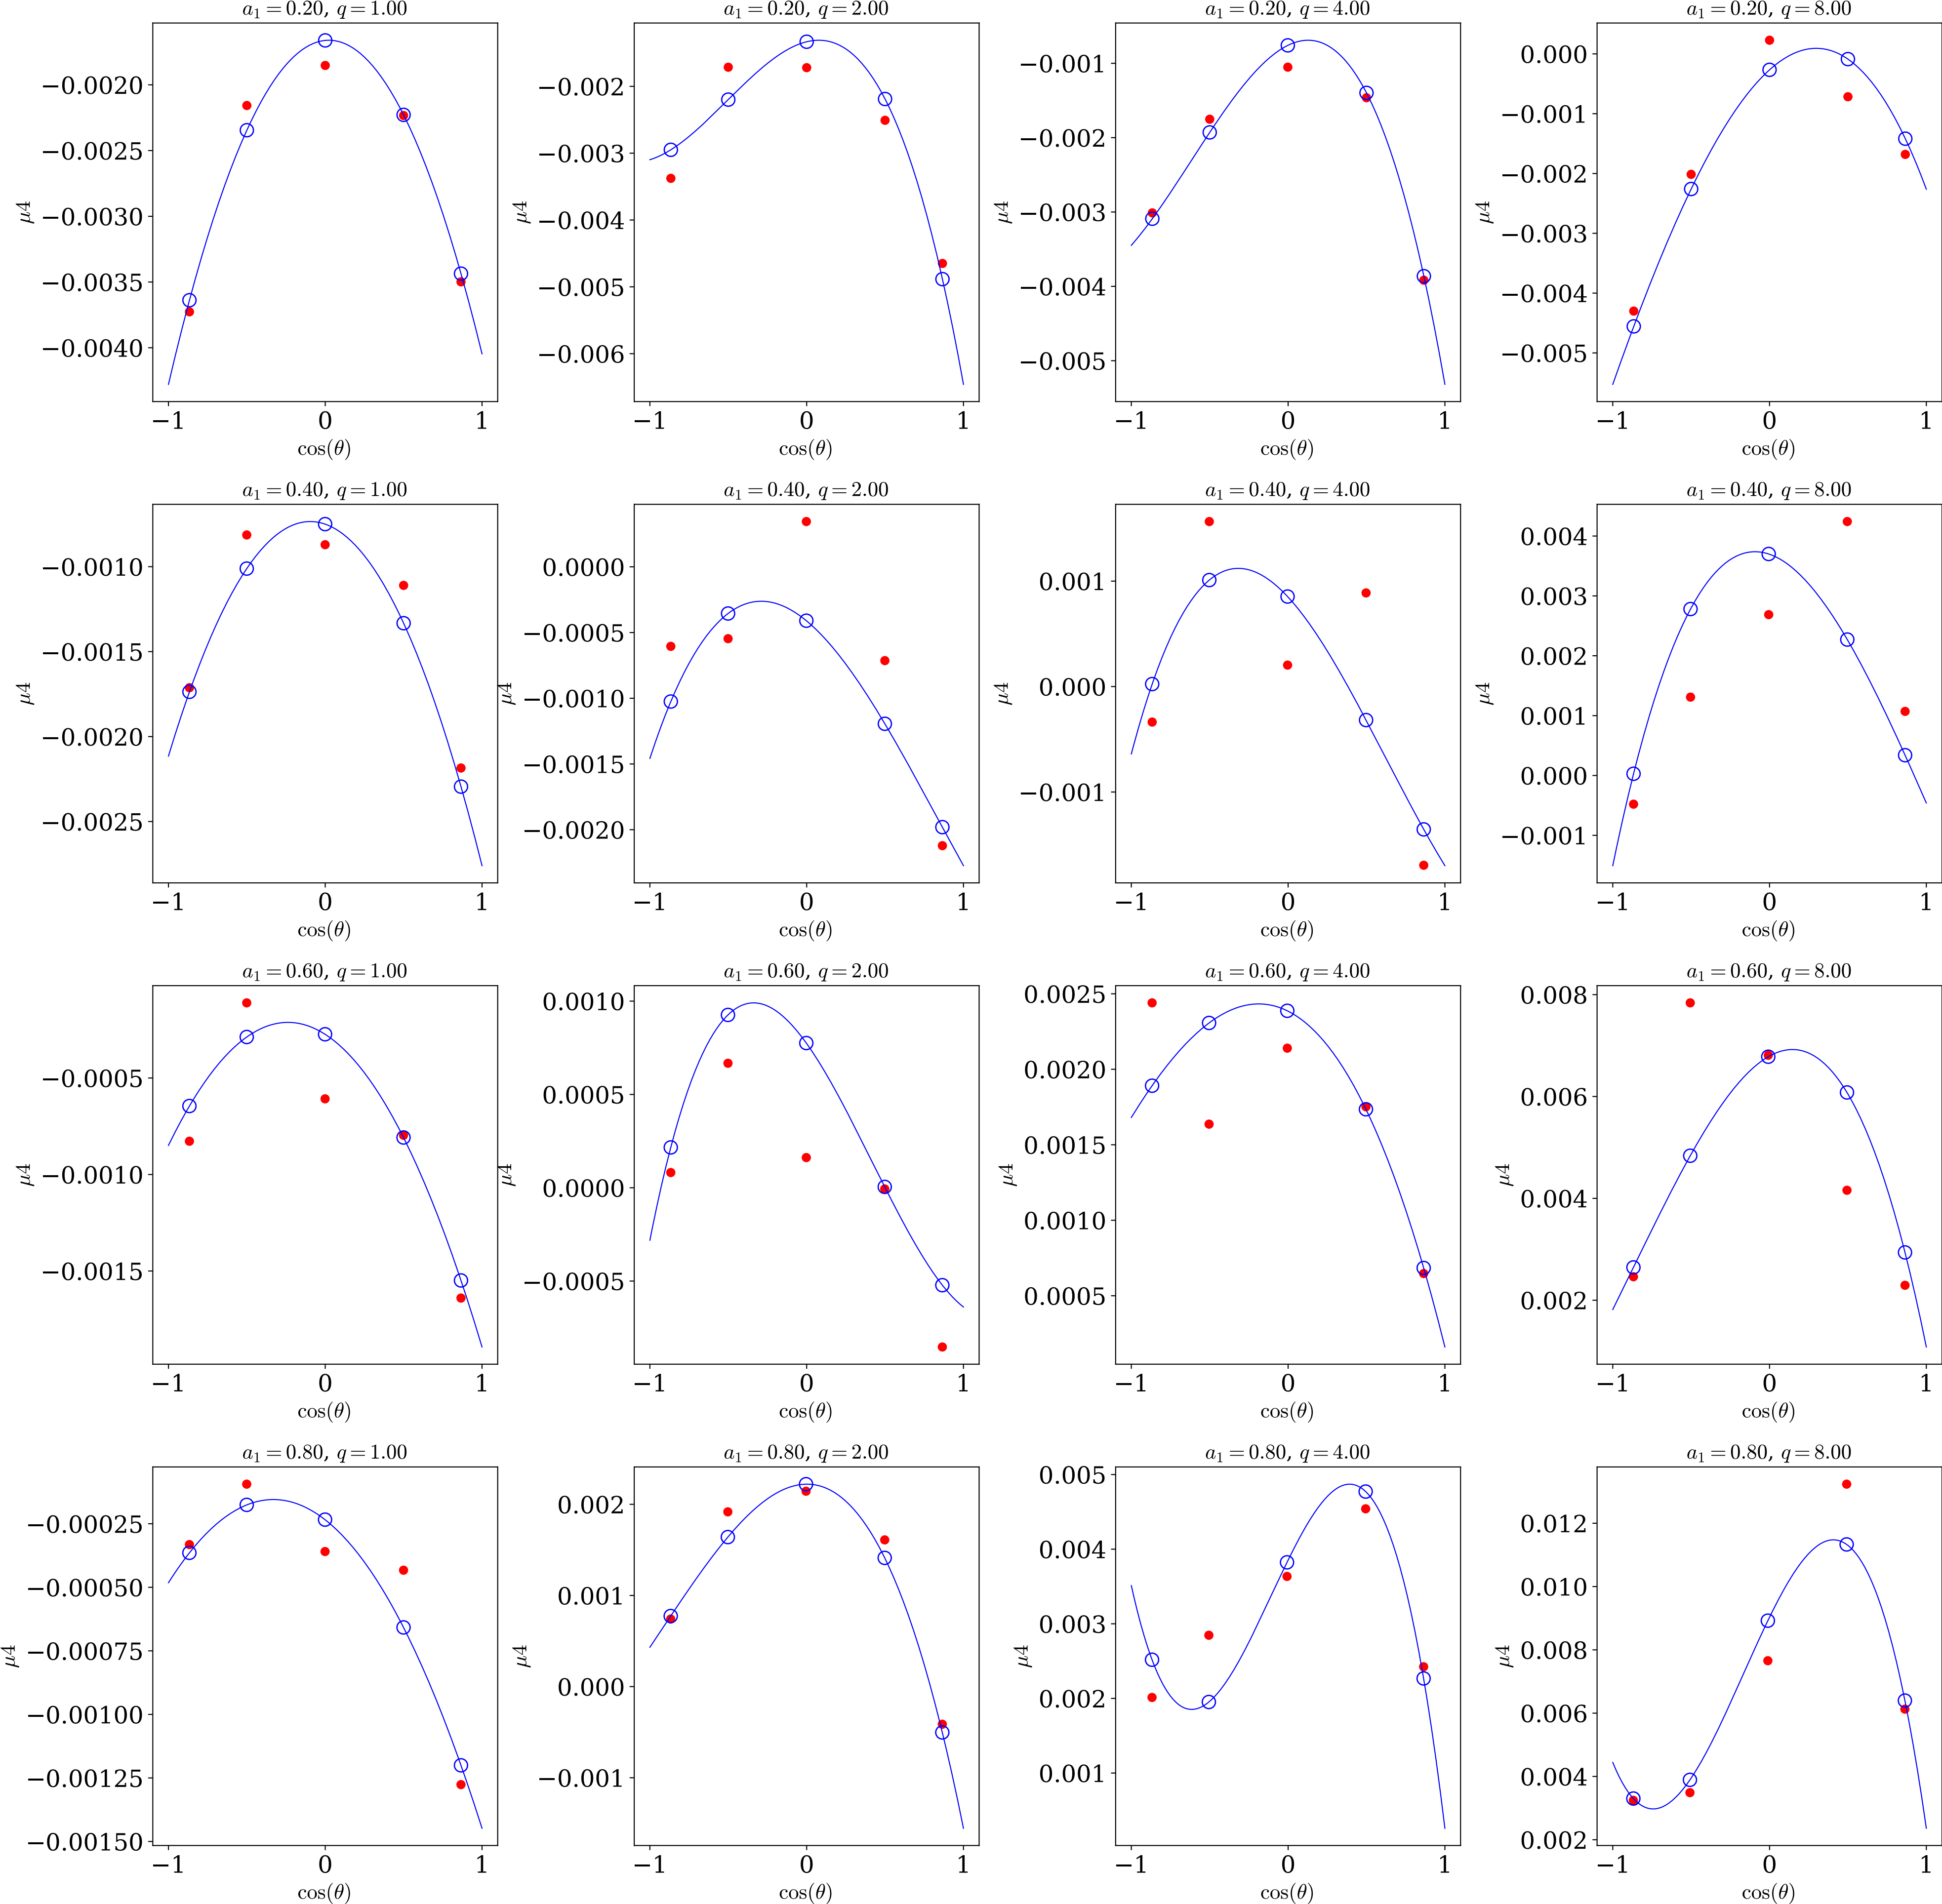 a₁ = 0.20, q = 1.00
−0.0020
−0.0025
−0.0030
−0.0035
−0.0040
μ4
−1 0 1
cos(θ)
a₁ = 0.20, q = 2.00
−0.002
−0.003
−0.004
−0.005
−0.006
μ4
−1 0 1
cos(θ)
a₁ = 0.20, q = 4.00
−0.001
−0.002
−0.003
−0.004
−0.005
μ4
−1 0 1
cos(θ)
a₁ = 0.20, q = 8.00
0.000
−0.001
−0.002
−0.003
−0.004
−0.005
μ4
−1 0 1
cos(θ)
a₁ = 0.40, q = 1.00
−0.0010
−0.0015
−0.0020
−0.0025
μ4
−1 0 1
cos(θ)
a₁ = 0.40, q = 2.00
0.0000
−0.0005
−0.0010
−0.0015
−0.0020
μ4
−1 0 1
cos(θ)
a₁ = 0.40, q = 4.00
0.001
0.000
−0.001
μ4
−1 0 1
cos(θ)
a₁ = 0.40, q = 8.00
0.004
0.003
0.002
0.001
0.000
−0.001
μ4
−1 0 1
cos(θ)
a₁ = 0.60, q = 1.00
−0.0005
−0.0010
−0.0015
μ4
−1 0 1
cos(θ)
a₁ = 0.60, q = 2.00
0.0010
0.0005
0.0000
−0.0005
μ4
−1 0 1
cos(θ)
a₁ = 0.60, q = 4.00
0.0025
0.0020
0.0015
0.0010
0.0005
μ4
−1 0 1
cos(θ)
a₁ = 0.60, q = 8.00
0.008
0.006
0.004
0.002
μ4
−1 0 1
cos(θ)
a₁ = 0.80, q = 1.00
−0.00025
−0.00050
−0.00075
−0.00100
−0.00125
−0.00150
μ4
−1 0 1
cos(θ)
a₁ = 0.80, q = 2.00
0.002
0.001
0.000
−0.001
μ4
−1 0 1
cos(θ)
a₁ = 0.80, q = 4.00
0.005
0.004
0.003
0.002
0.001
μ4
−1 0 1
cos(θ)
a₁ = 0.80, q = 8.00
0.012
0.010
0.008
0.006
0.004
0.002
μ4
−1 0 1
cos(θ)